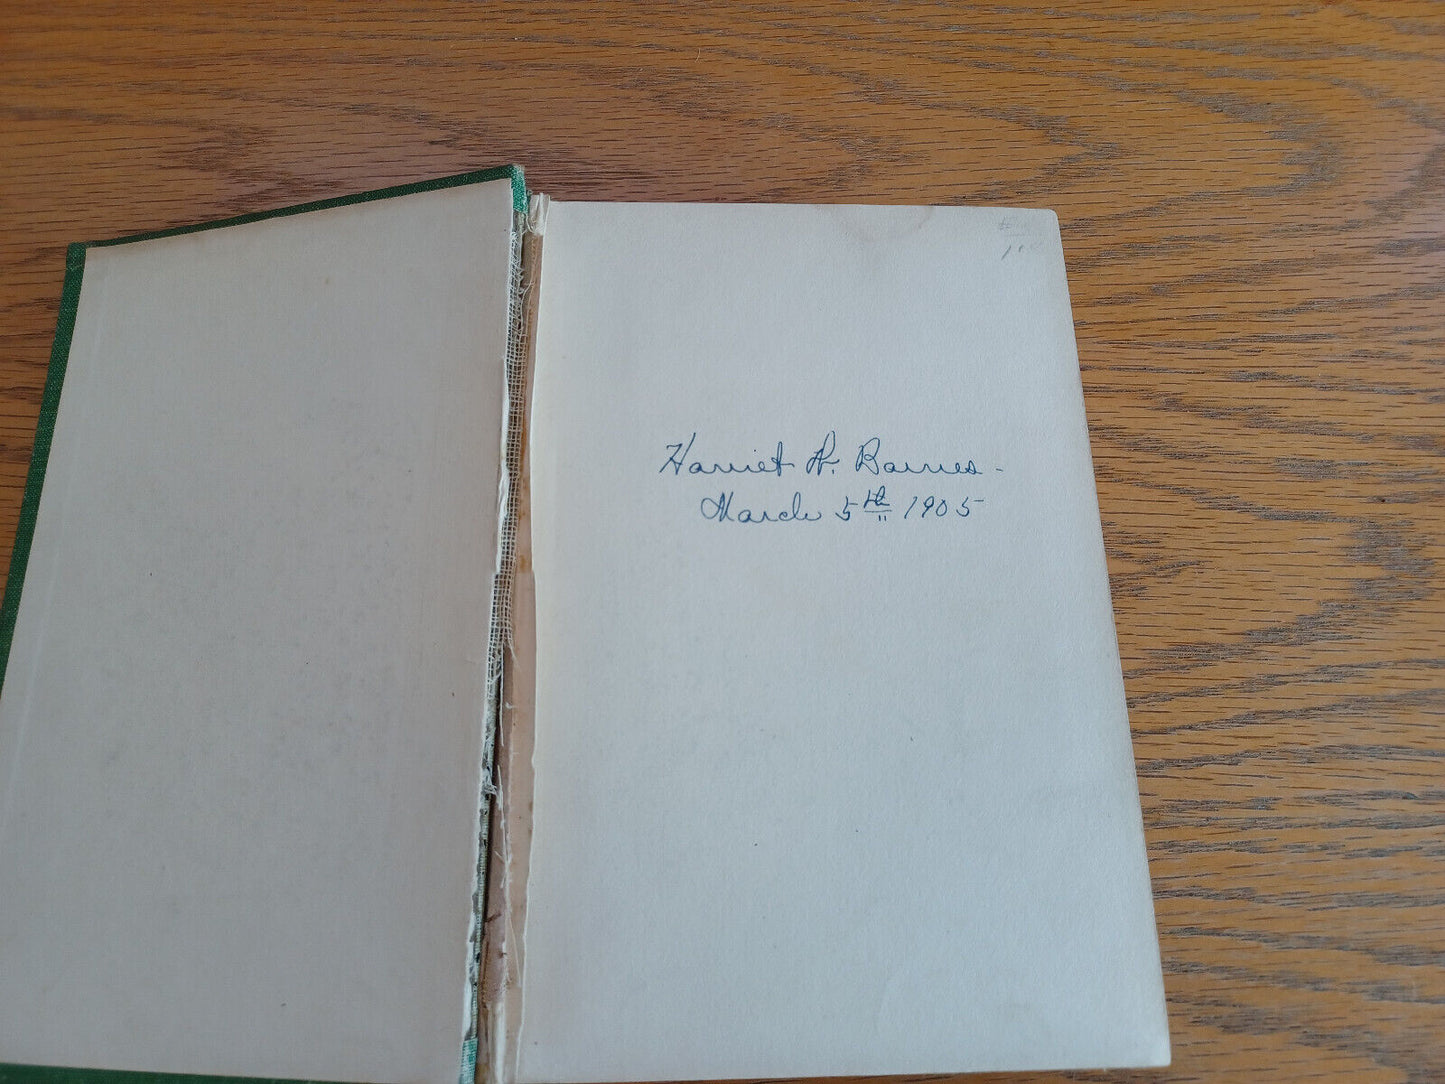 Harriet A. Barnes -
March 5th 1905